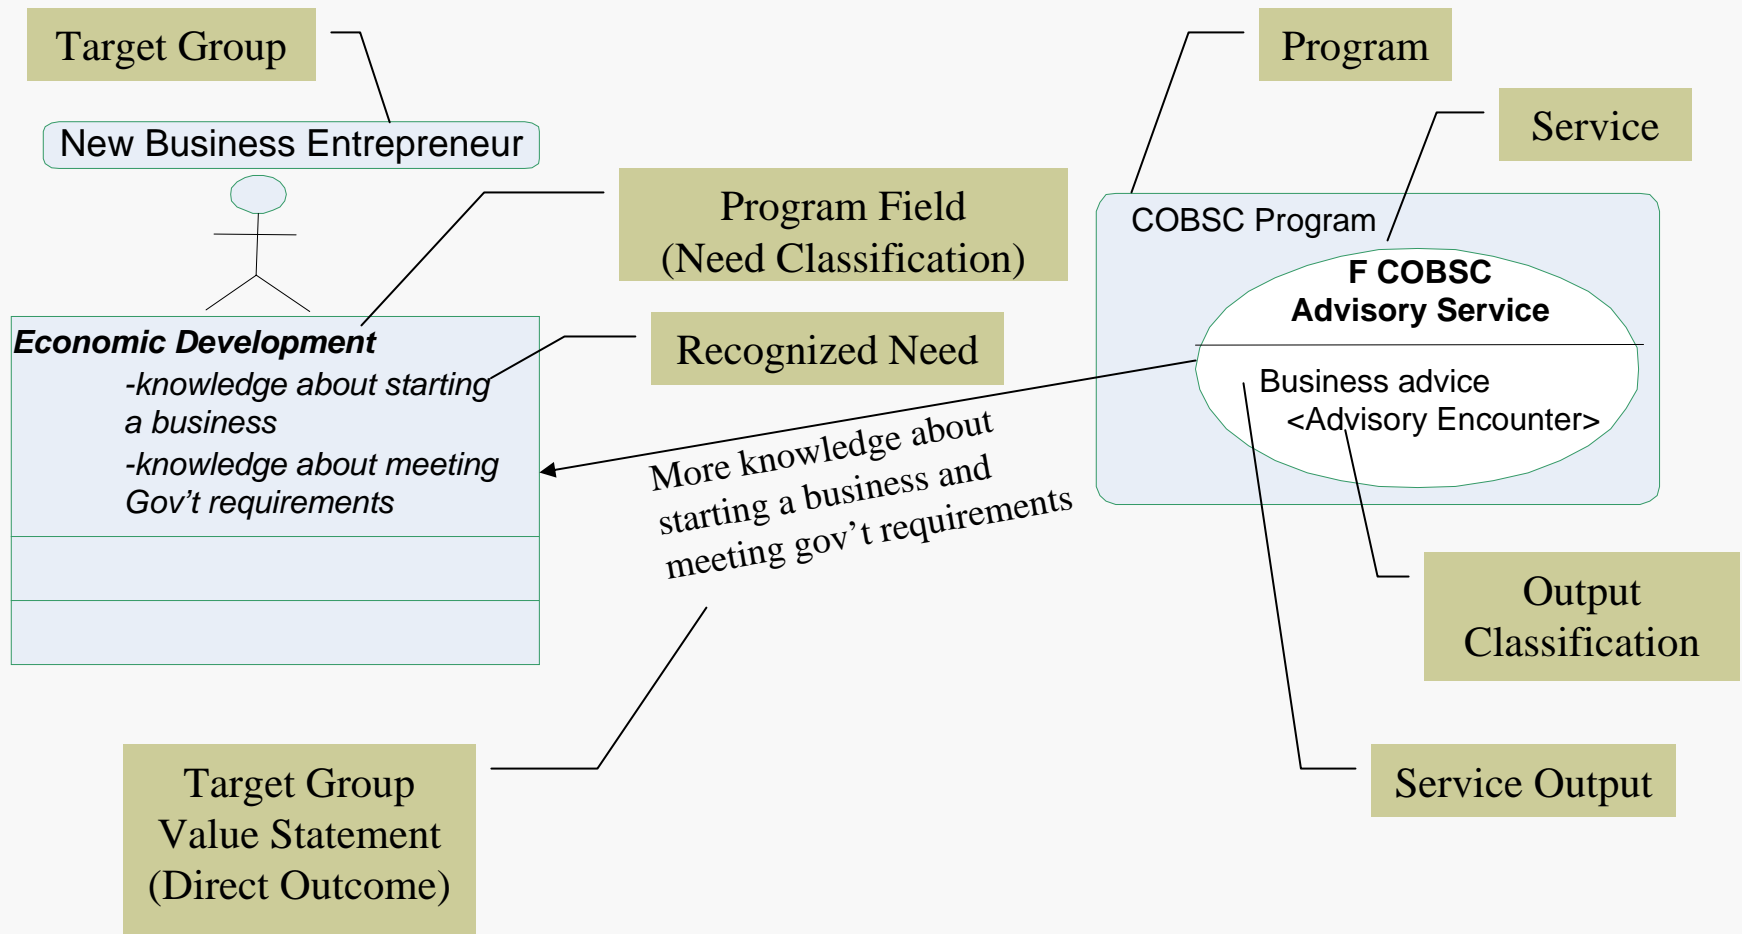 Target Group
Program
Service
New Business Entrepreneur
Program Field
(Need Classification)
COBSC Program
F COBSC
Advisory Service
Economic Development
-knowledge about starting
a business
-knowledge about meeting
Gov't requirements
Recognized Need
Business advice
<Advisory Encounter>
More knowledge about
starting a business and
meeting gov’t requirements
Output
Classification
Target Group
Value Statement
(Direct Outcome)
Service Output